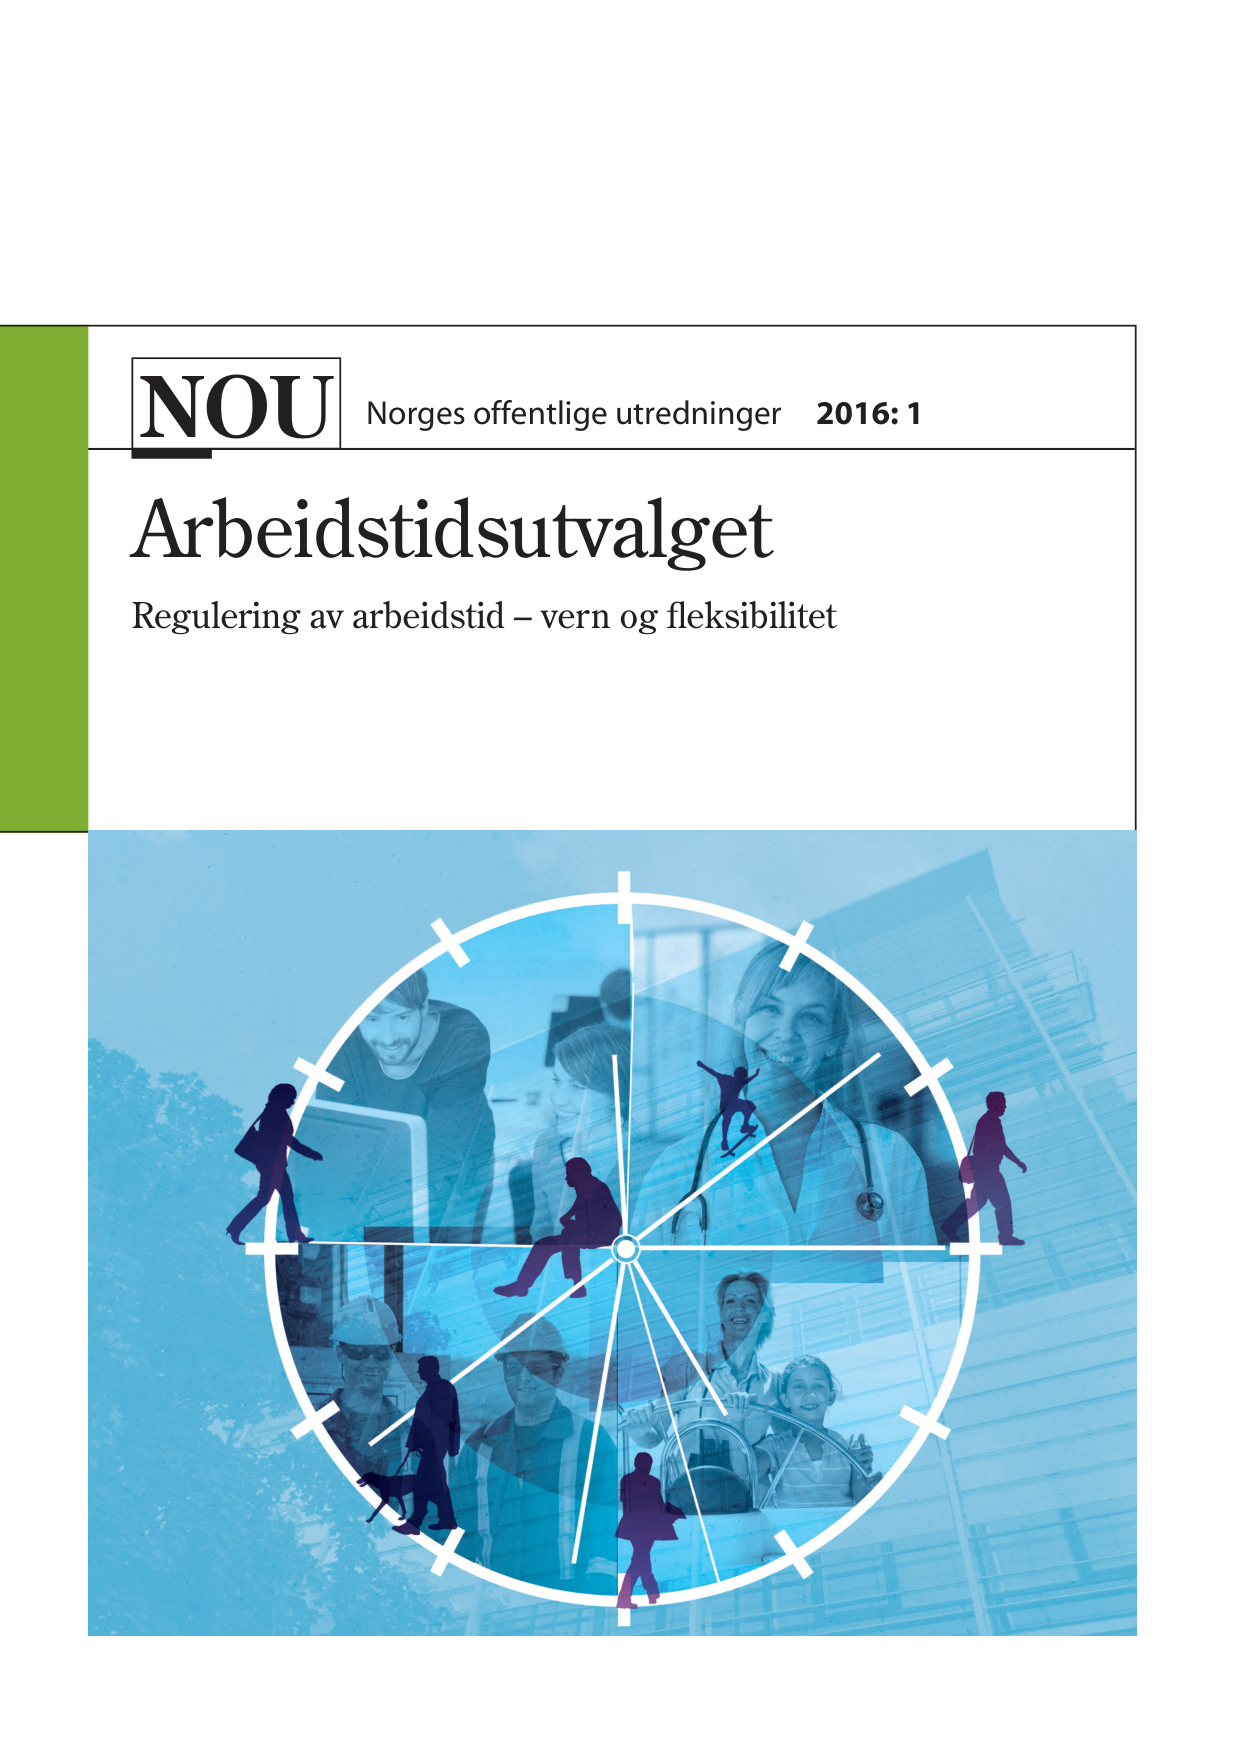 NOU Norges offentlige utredninger 2016: 1
Arbeidstidsutvalget
Regulering av arbeidstid – vern og fleksibilitet